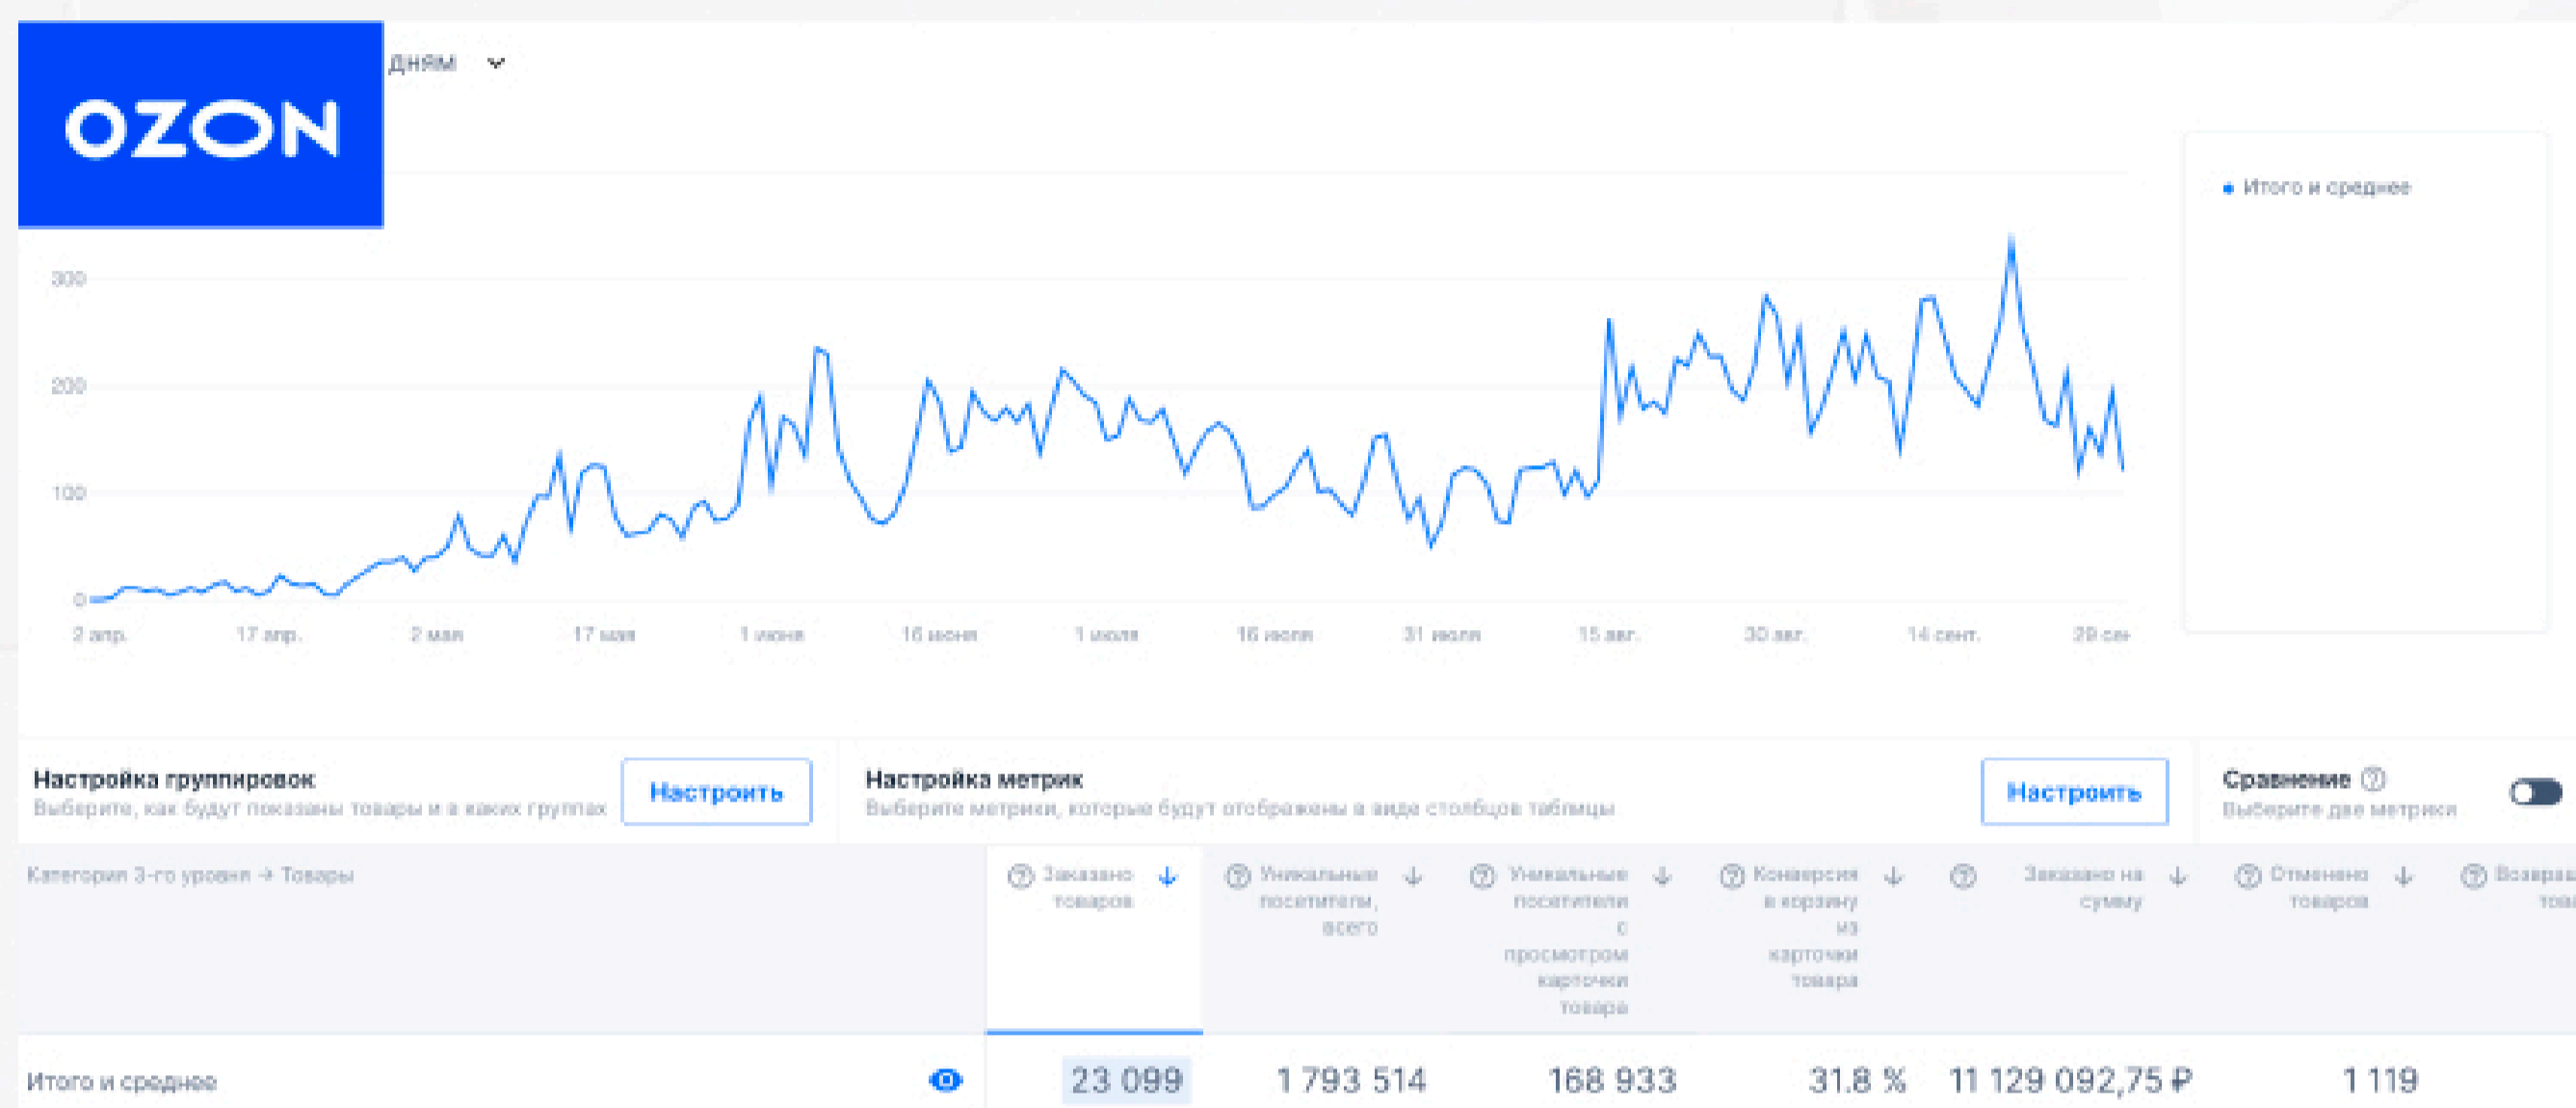 OZON
дням
Итого и среднее
300
200
100
0
2 апр.
17 апр.
2 мая
17 мая
1 июня
16 июня
1 июля
16 июля
31 июля
15 авг.
30 авг.
14 сент.
29 сен
Настройка группировок
Выберите, как будут показаны товары и в каких группах
Настроить
Настройка метрик
Выберите метрики, которые будут отображены в виде столбцов таблицы
Настроить
Сравнение
Выберите две метрики
Категория 3-го уровня → Товары
Заказано
товаров
Уникальные
посетители,
всего
Уникальные
посетители
с
просмотром
карточки
товара
Конверсия
в корзину
из
карточки
товара
Заказано на
сумму
Отменено
товаров
Возвращ
това
Итого и среднее
23 099
1 793 514
168 933
31.8 %
11 129 092,75 ₽
1 119